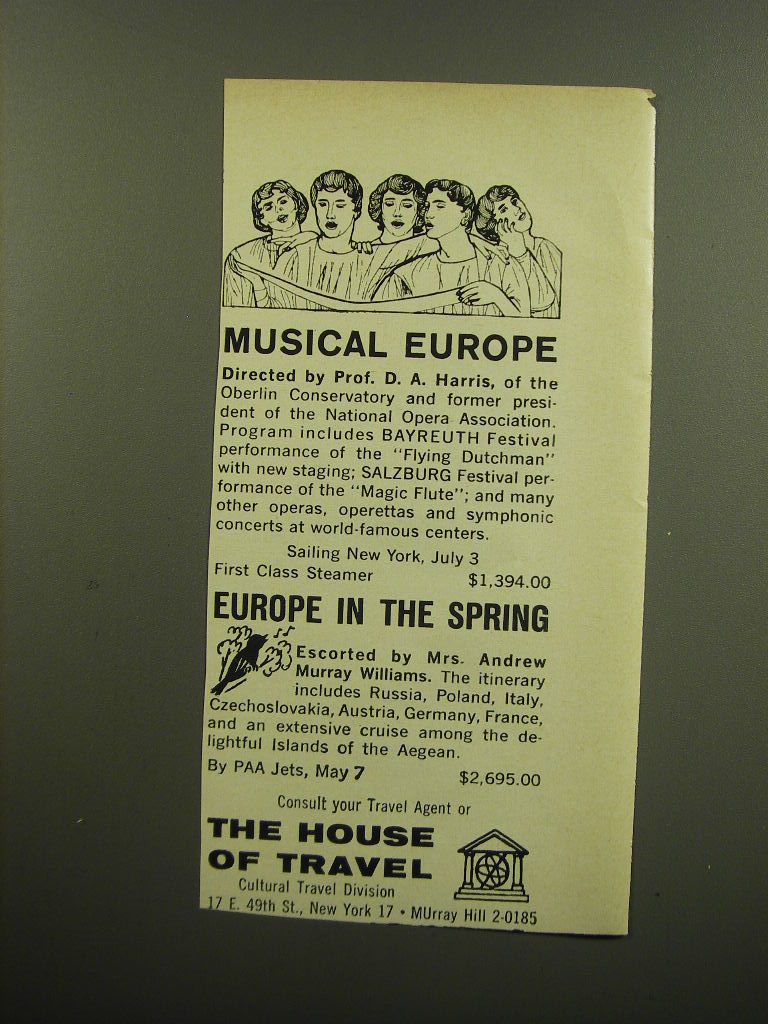 MUSICAL EUROPE
Directed by Prof. D. A. Harris, of the
Oberlin Conservatory and former presi-
dent of the National Opera Association.
Program includes BAYREUTH Festival
performance of the "Flying Dutchman"
with new staging; SALZBURG Festival per-
formance of the "Magic Flute"; and many
other operas, operettas and symphonic
concerts at world-famous centers.
Sailing New York, July 3
First Class Steamer $1,394.00
EUROPE IN THE SPRING
Escorted by Mrs. Andrew
Murray Williams. The itinerary
includes Russia, Poland, Italy,
Czechoslovakia, Austria, Germany, France,
and an extensive cruise among the de-
lightful Islands of the Aegean.
By PAA Jets, May 7 $2,695.00
Consult your Travel Agent or
THE HOUSE
OF TRAVEL
Cultural Travel Division
17 E. 49th St., New York 17 • MUrray Hill 2-0185